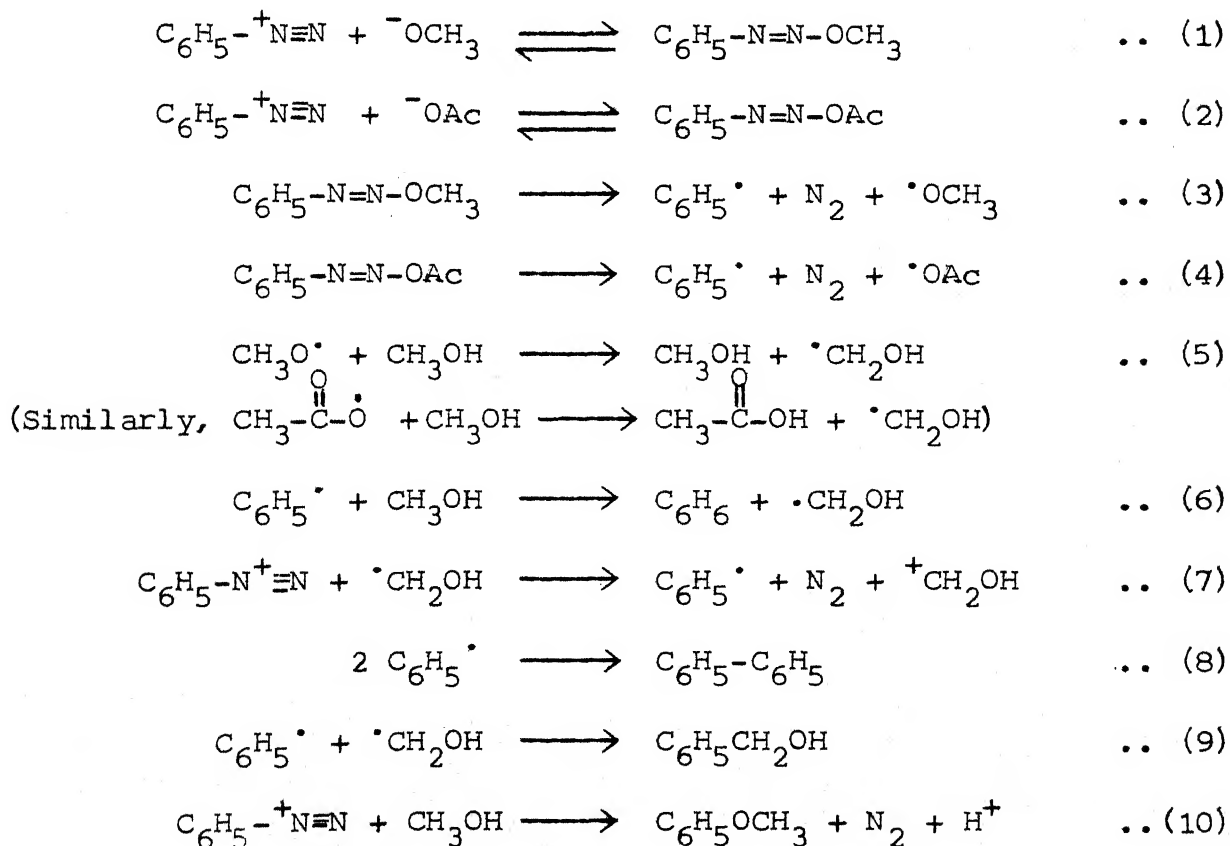 C₆H₅-⁺N≡N + ⁻OCH₃ ⇌ C₆H₅-N=N-OCH₃ .. (1)
C₆H₅-⁺N≡N + ⁻OAc ⇌ C₆H₅-N=N-OAc .. (2)
C₆H₅-N=N-OCH₃ ⟶ C₆H₅• + N₂ + •OCH₃ .. (3)
C₆H₅-N=N-OAc ⟶ C₆H₅• + N₂ + •OAc .. (4)
CH₃O• + CH₃OH ⟶ CH₃OH + •CH₂OH .. (5)
O O
(Similarly, CH₃-C-O• +CH₃OH ⟶ CH₃-C-OH + •CH₂OH)
C₆H₅• + CH₃OH ⟶ C₆H₆ + •CH₂OH .. (6)
C₆H₅-N⁺≡N + •CH₂OH ⟶ C₆H₅• + N₂ + ⁺CH₂OH .. (7)
2 C₆H₅• ⟶ C₆H₅-C₆H₅ .. (8)
C₆H₅• + •CH₂OH ⟶ C₆H₅CH₂OH .. (9)
C₆H₅-⁺N≡N + CH₃OH ⟶ C₆H₅OCH₃ + N₂ + H⁺ ..(10)